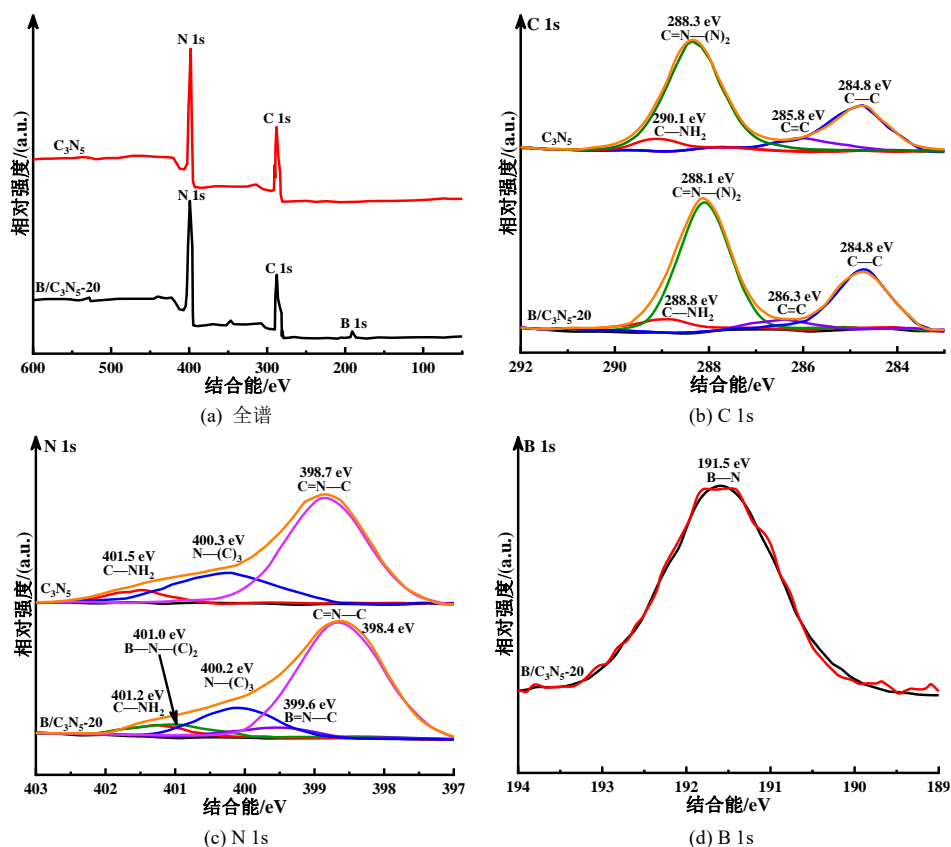 N 1s
C 1s
C₃N₅
N 1s
C 1s
B/C₃N₅-20
B 1s
相对强度/(a.u.)
600 500 400 300 200 100
结合能/eV
(a) 全谱
C 1s
288.3 eV
C=N—(N)₂
284.8 eV
C—C
290.1 eV
C—NH₂
285.8 eV
C=C
C₃N₅
288.1 eV
C=N—(N)₂
284.8 eV
C—C
288.8 eV
C—NH₂
286.3 eV
C=C
B/C₃N₅-20
相对强度/(a.u.)
292 290 288 286 284
结合能/eV
(b) C 1s
N 1s
398.7 eV
C=N—C
400.3 eV
N—(C)₃
401.5 eV
C—NH₂
C₃N₅
C=N—C
398.4 eV
401.0 eV
B—N—(C)₂
400.2 eV
N—(C)₃
401.2 eV
C—NH₂
399.6 eV
B=N—C
B/C₃N₅-20
相对强度/(a.u.)
403 402 401 400 399 398 397
结合能/eV
(c) N 1s
B 1s
191.5 eV
B—N
B/C₃N₅-20
相对强度/(a.u.)
194 193 192 191 190 189
结合能/eV
(d) B 1s